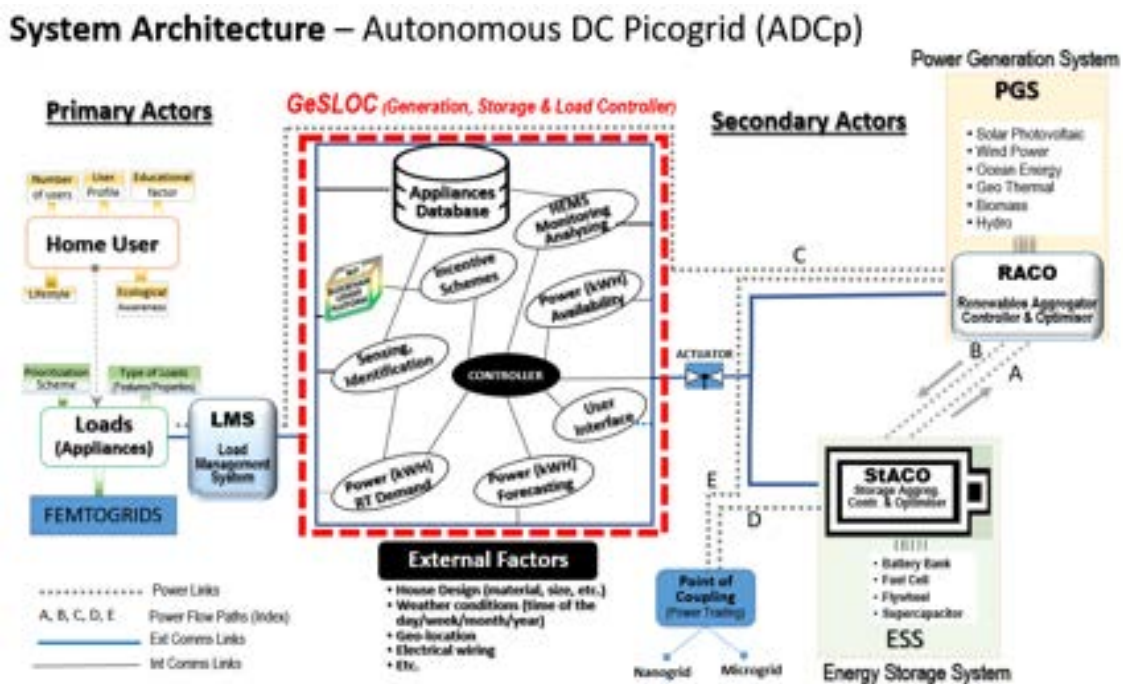 System Architecture – Autonomous DC Picogrid (ADCp)
Power Generation System
PGS
• Solar Photovoltaic
• Wind Power
• Ocean Energy
• Geo Thermal
• Biomass
• Hydro
RACO
Renewables Aggregator
Controller & Optimiser
Primary Actors
GeSLOC (Generation, Storage & Load Controller)
Secondary Actors
Number
of users
User
Profile
Educational
factor
Home User
Lifestyle
Ecological
Awareness
Prioritization
Scheme
Type of Loads
(Features/Properties)
Loads
(Appliances)
FEMTOGRIDS
LMS
Load
Management
System
Appliances
Database
HEMS
Monitoring
Analysing
Incentive
Schemes
PLATFORM
Power (kWH)
Availability
Sensing,
Identification
CONTROLLER
User
Interface
Power (kWH)
RT Demand
Power (kWH)
Forecasting
ACTUATOR
C
B
A
E
D
StACO
Storage Aggreg.
Contr. & Optimiser
• Battery Bank
• Fuel Cell
• Flywheel
• Supercapacitor
ESS
Energy Storage System
External Factors
• House Design (material, size, etc.)
• Weather conditions (time of the
day/week/month/year)
• Geo-location
• Electrical wiring
• Etc.
Point of
Coupling
(Power Trading)
Nanogrid
Microgrid
Power Links
A, B, C, D, E Power Flow Paths (Index)
Ext Comms Links
Int Comms Links